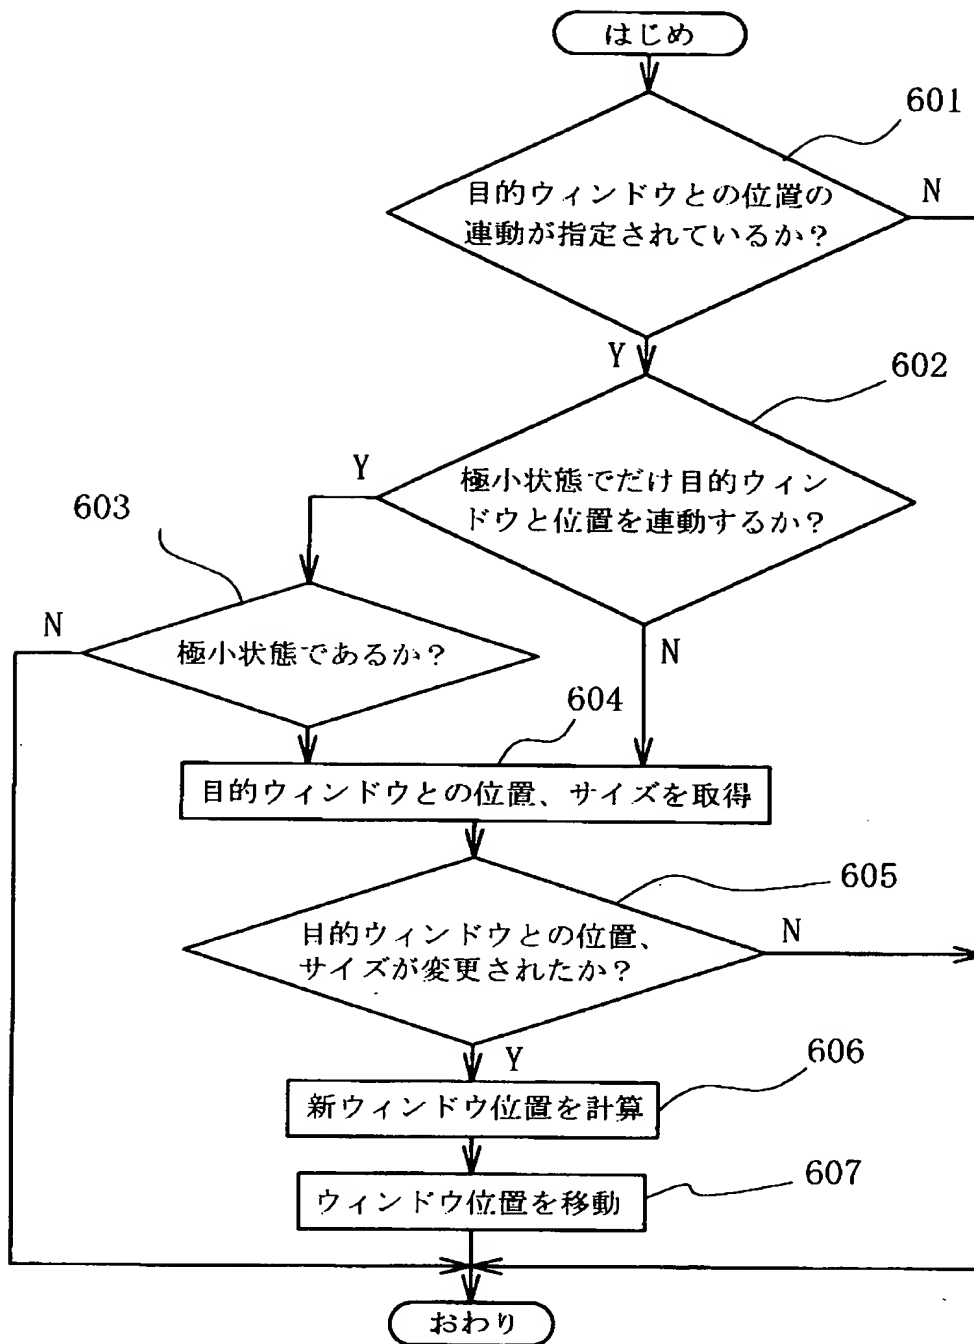 はじめ
601
目的ウィンドウとの位置の
連動が指定されているか？
N
Y
602
極小状態でだけ目的ウィン
ドウと位置を連動するか？
Y
603
N
極小状態であるか？
N
604
目的ウィンドウとの位置、サイズを取得
605
目的ウィンドウとの位置、
サイズが変更されたか？
N
Y
606
新ウィンドウ位置を計算
607
ウィンドウ位置を移動
おわり